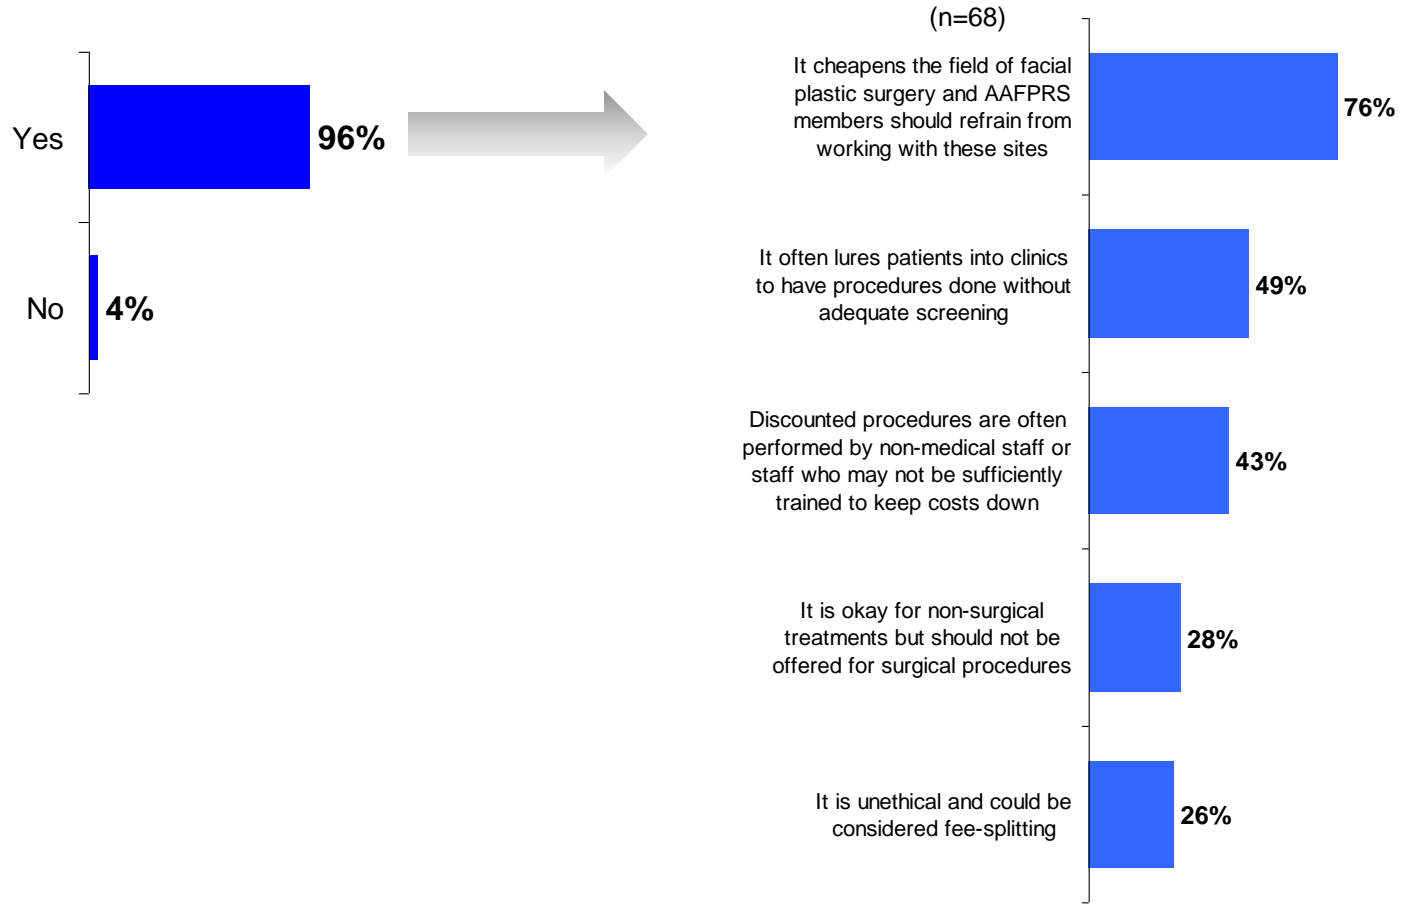 Yes
96%
No
4%
(n=68)
It cheapens the field of facial
plastic surgery and AAFPRS
members should refrain from
working with these sites
76%
It often lures patients into clinics
to have procedures done without
adequate screening
49%
Discounted procedures are often
performed by non-medical staff or
staff who may not be sufficiently
trained to keep costs down
43%
It is okay for non-surgical
treatments but should not be
offered for surgical procedures
28%
It is unethical and could be
considered fee-splitting
26%